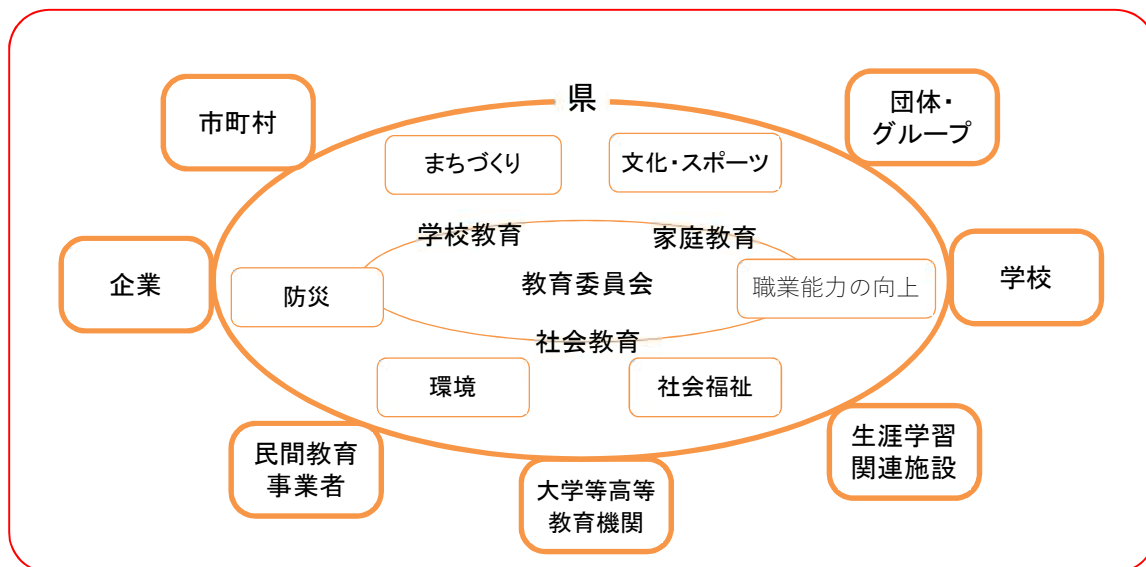 県
市町村
団体・
グループ
まちづくり
文化・スポーツ
学校教育
家庭教育
企業
防災
教育委員会
職業能力の向上
学校
社会教育
環境
社会福祉
民間教育
事業者
大学等高等
教育機関
生涯学習
関連施設